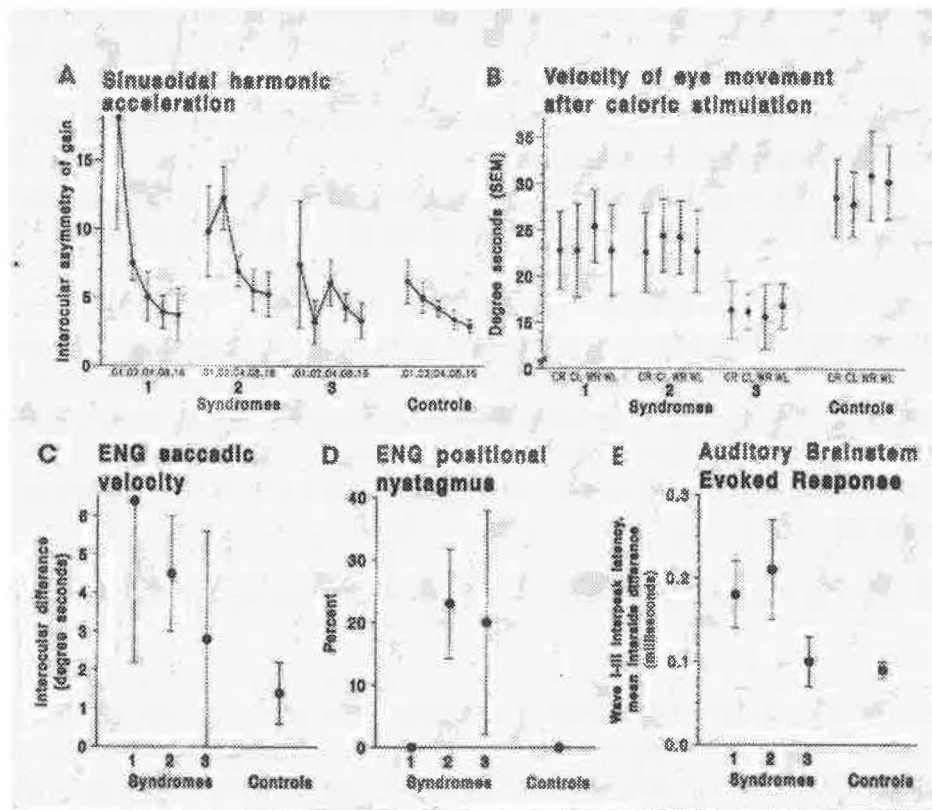 A Sinusoidal harmonic
acceleration
Interocular asymmetry of gain
15
10
5
0
.01,.02,.04,.08,.16
.01,.02,.04,.08,.16
.01,.02,.04,.08,.16
.01,.02,.04,.08,.16
1 2 3
Syndromes Controls
B Velocity of eye movement
after caloric stimulation
Degree seconds (SEM)
35
30
25
20
15
0
CR CL WR WL
CR CL WR WL
CR CL WR WL
CR CL WR WL
1 2 3
Syndromes Controls
C ENG saccadic
velocity
Interocular difference
(degree seconds)
6
5
4
3
2
1
0
1 2 3
Syndromes Controls
D ENG positional
nystagmus
Percent
40
30
20
10
0
1 2 3
Syndromes Controls
E Auditory Brainstem
Evoked Response
Wave I-III interpeak latency,
mean interside difference
(milliseconds)
0.3
0.2
0.1
0.0
1 2 3
Syndromes Controls